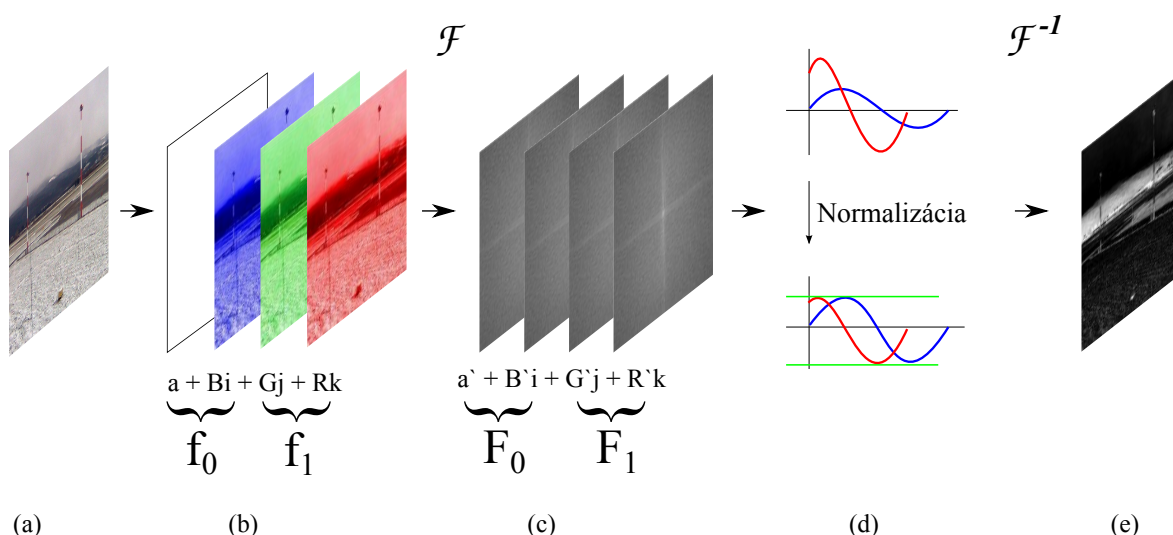 ℱ
ℱ⁻¹
Normalizácia
a + Bi + Gj + Rk
a` + B`i + G`j + R`k
f₀ f₁
F₀ F₁
(a) (b) (c) (d) (e)